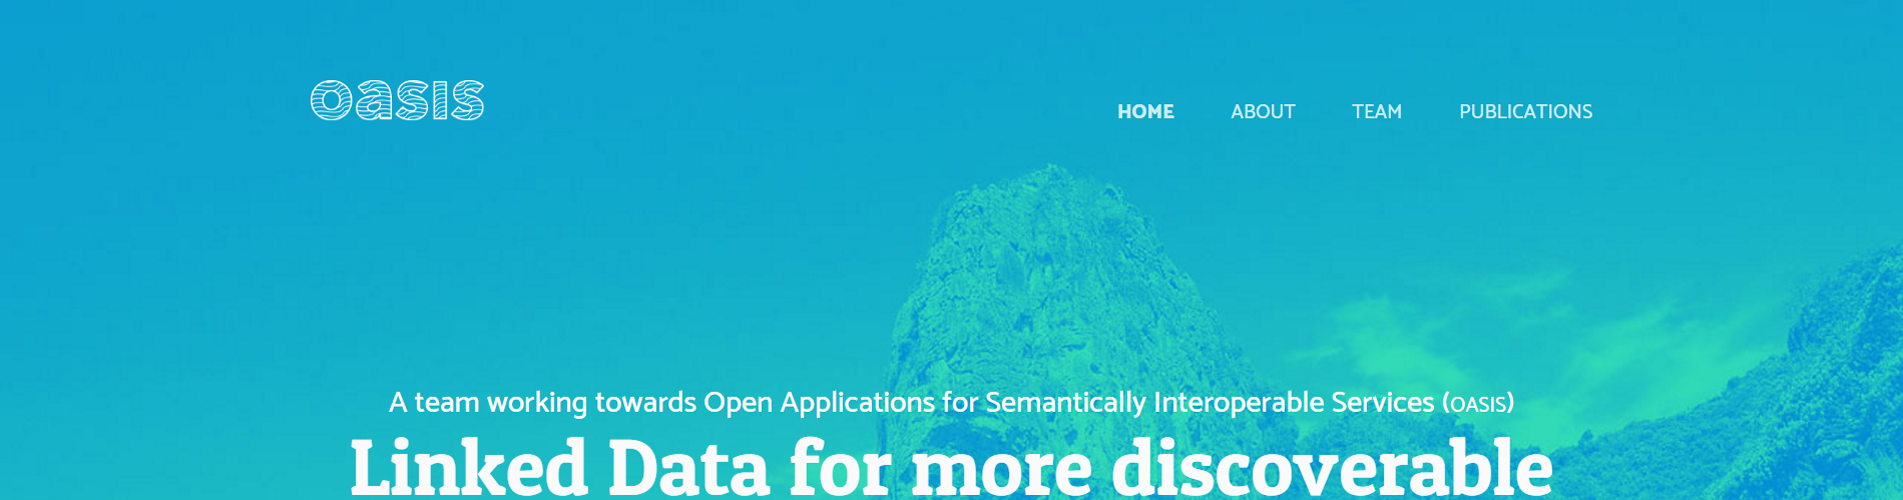 oasis
HOME ABOUT TEAM PUBLICATIONS
A team working towards Open Applications for Semantically Interoperable Services (OASIS)
Linked Data for more discoverable